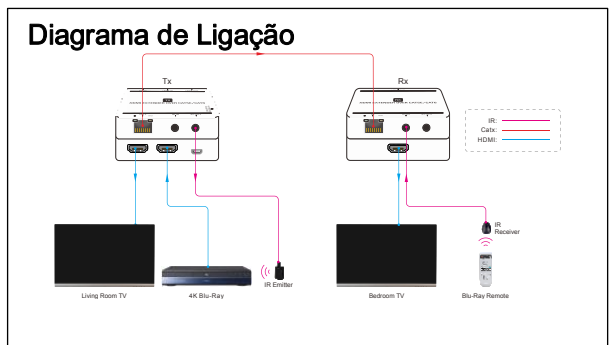 Diagrama de Ligação
Tx
Rx
IR:
Catx:
HDMI:
IR
Receiver
IR Emitter
Living Room TV
4K Blu-Ray
Bedroom TV
Blu-Ray Remote